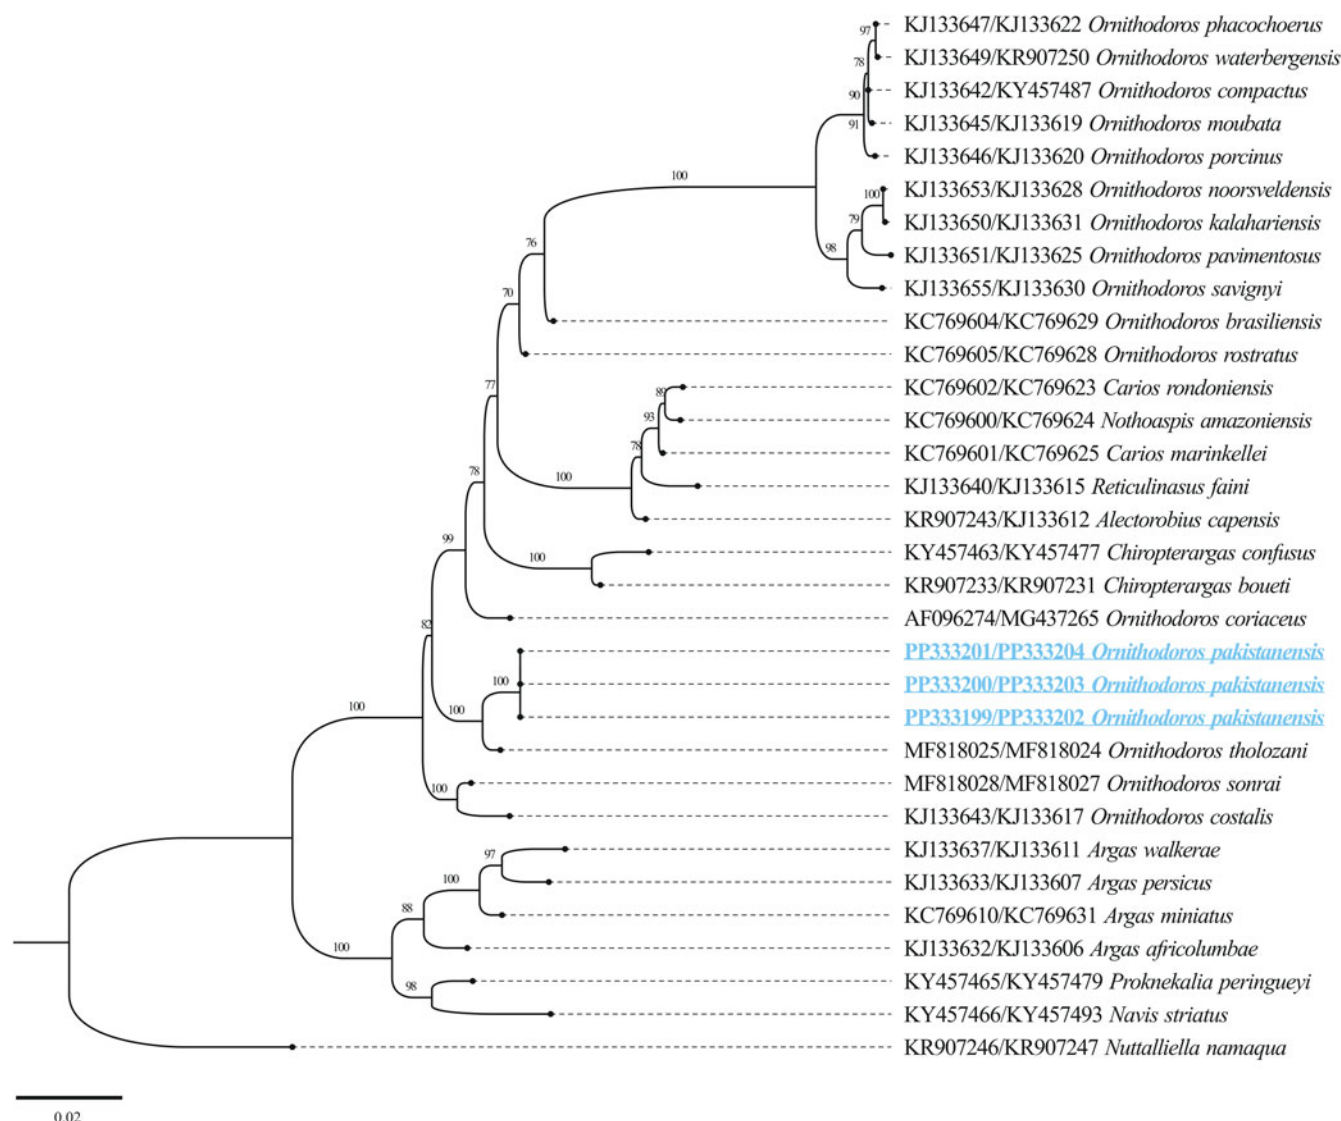 KJ133647/KJ133622 Ornithodoros phacochoerus
97
KJ133649/KR907250 Ornithodoros waterbergensis
78
KJ133642/KY457487 Ornithodoros compactus
90
KJ133645/KJ133619 Ornithodoros moubata
91
KJ133646/KJ133620 Ornithodoros porcinus
100
KJ133653/KJ133628 Ornithodoros noorsveldensis
100
KJ133650/KJ133631 Ornithodoros kalahariensis
79
76
98
KJ133651/KJ133625 Ornithodoros pavimentosus
KJ133655/KJ133630 Ornithodoros savignyi
70
KC769604/KC769629 Ornithodoros brasiliensis
KC769605/KC769628 Ornithodoros rostratus
77
KC769602/KC769623 Carios rondoniensis
89
KC769600/KC769624 Nothoaspis amazoniensis
93
KC769601/KC769625 Carios marinkellei
78
78
100
KJ133640/KJ133615 Reticulinasus faini
KR907243/KJ133612 Alectorobius capensis
99
KY457463/KY457477 Chiropterargas confusus
100
KR907233/KR907231 Chiropterargas boueti
AF096274/MG437265 Ornithodoros coriaceus
82
PP333201/PP333204 Ornithodoros pakistanensis
100
PP333200/PP333203 Ornithodoros pakistanensis
100
100
PP333199/PP333202 Ornithodoros pakistanensis
MF818025/MF818024 Ornithodoros tholozani
MF818028/MF818027 Ornithodoros sonrai
100
KJ133643/KJ133617 Ornithodoros costalis
KJ133637/KJ133611 Argas walkerae
97
KJ133633/KJ133607 Argas persicus
100
KC769610/KC769631 Argas miniatus
88
KJ133632/KJ133606 Argas africolumbae
100
KY457465/KY457479 Proknekalia peringueyi
98
KY457466/KY457493 Navis striatus
KR907246/KR907247 Nuttalliella namaqua
0.02